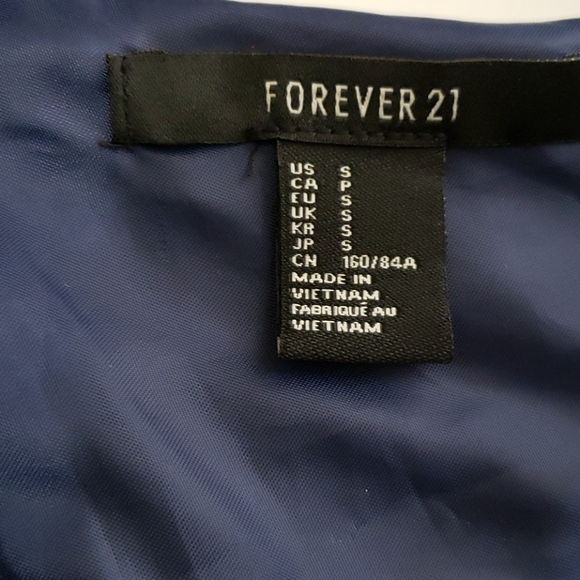 FOREVER 21
US S
CA P
EU S
UK S
KR S
JP S
CN 160/84A
MADE IN
VIETNAM
FABRIQUÉ AU
VIETNAM